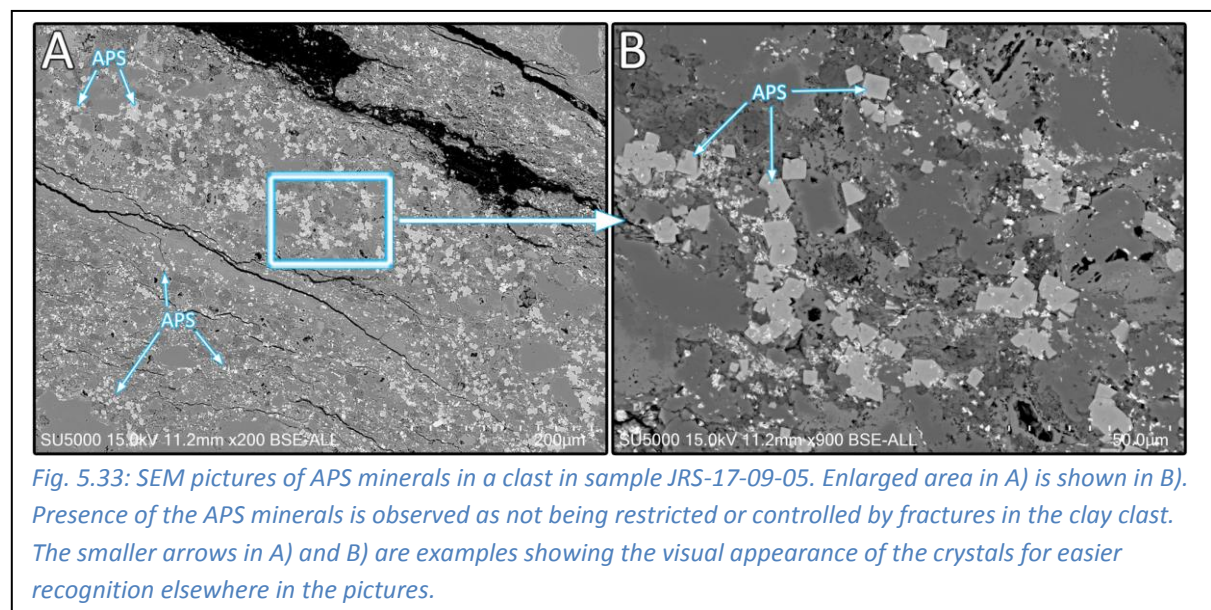 A
APS
APS
SU5000 15.0kV 11.2mm x200 BSE-ALL
200µm
B
APS
SU5000 15.0kV 11.2mm x900 BSE-ALL
50.0µm
Fig. 5.33: SEM pictures of APS minerals in a clast in sample JRS-17-09-05. Enlarged area in A) is shown in B).
Presence of the APS minerals is observed as not being restricted or controlled by fractures in the clay clast.
The smaller arrows in A) and B) are examples showing the visual appearance of the crystals for easier
recognition elsewhere in the pictures.